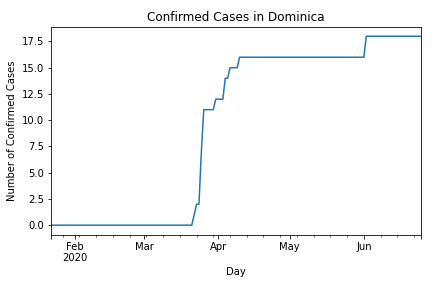 Confirmed Cases in Dominica
Number of Confirmed Cases
17.5
15.0
12.5
10.0
7.5
5.0
2.5
0.0
Feb Mar Apr May Jun
2020
Day